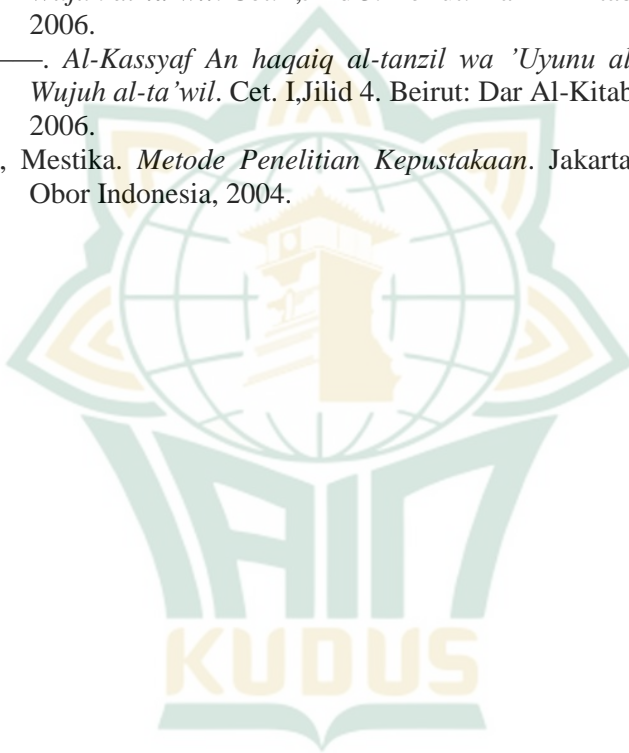 2006.
———. Al-Kassyaf An haqaiq al-tanzil wa ’Uyunu al
Wujuh al-ta’wil. Cet. I,Jilid 4. Beirut: Dar Al-Kitab
2006.
, Mestika. Metode Penelitian Kepustakaan. Jakarta
Obor Indonesia, 2004.
IAIN
KUDUS